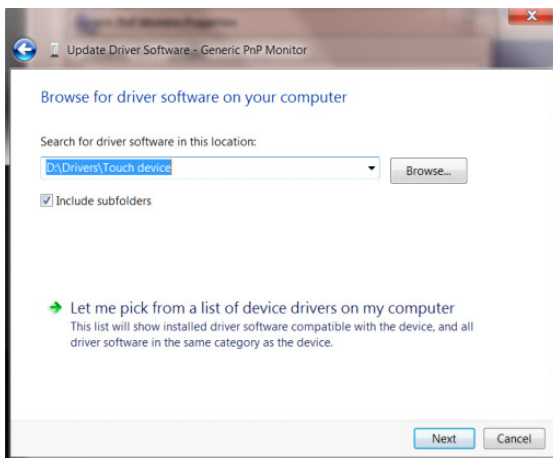 Update Driver Software - Generic PnP Monitor
Browse for driver software on your computer
Search for driver software in this location:
D:\Drivers\Touch device
Browse...
Include subfolders
Let me pick from a list of device drivers on my computer
This list will show installed driver software compatible with the device, and all
driver software in the same category as the device.
Next
Cancel